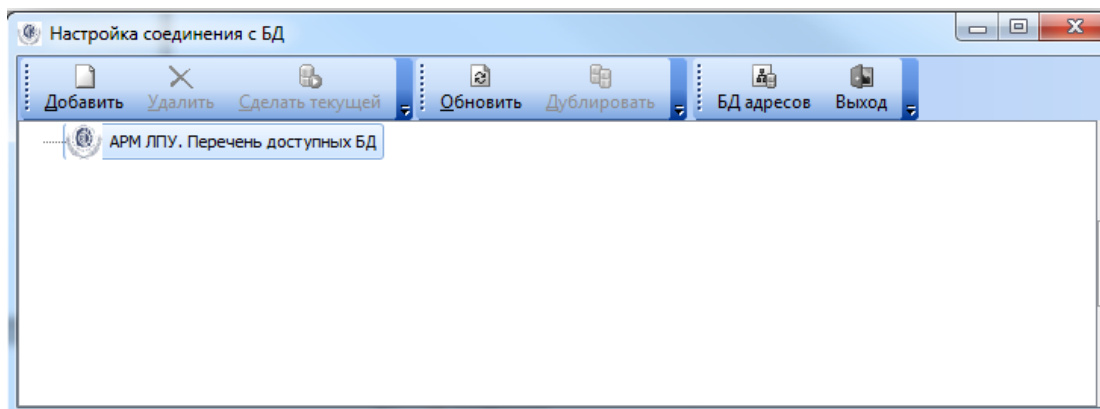 Настройка соединения с БД
Добавить Удалить Сделать текущей Обновить Дублировать БД адресов Выход
АРМ ЛПУ. Перечень доступных БД